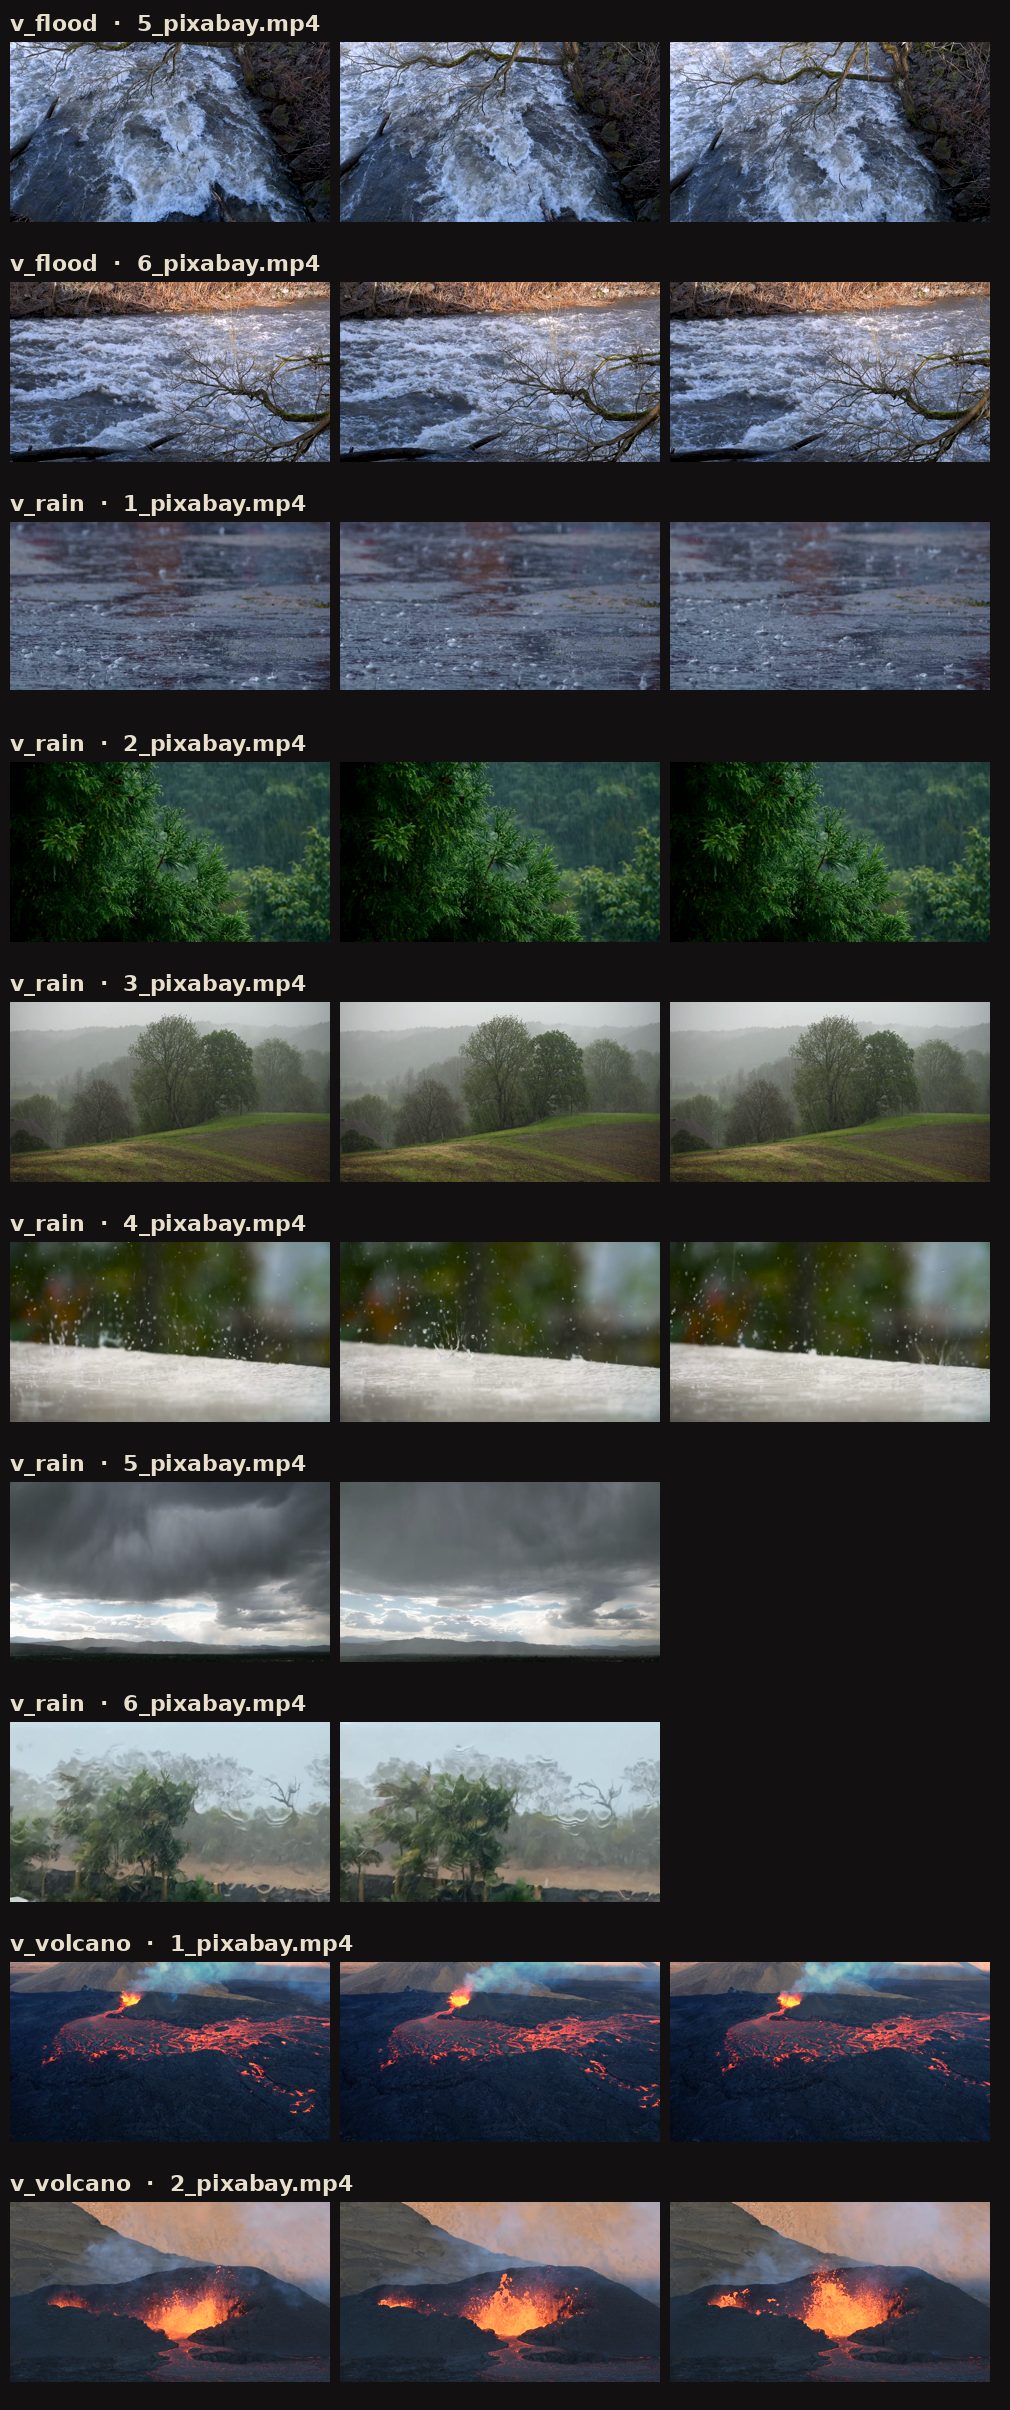 v_flood · 5_pixabay.mp4
v_flood · 6_pixabay.mp4
v_rain · 1_pixabay.mp4
v_rain · 2_pixabay.mp4
v_rain · 3_pixabay.mp4
v_rain · 4_pixabay.mp4
v_rain · 5_pixabay.mp4
v_rain · 6_pixabay.mp4
v_volcano · 1_pixabay.mp4
v_volcano · 2_pixabay.mp4